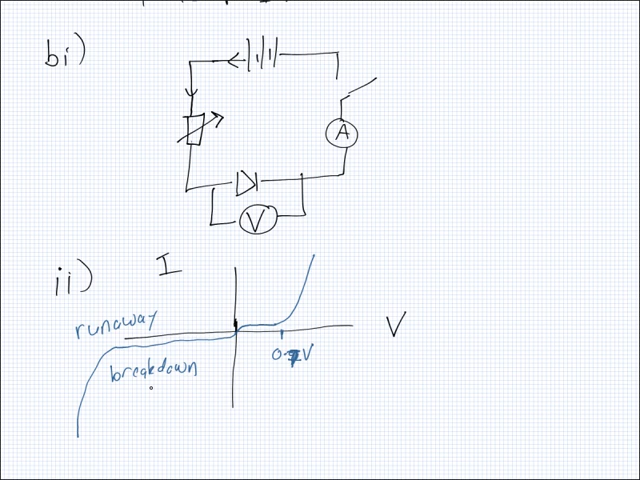 bi)
A
V
ii)
I
runaway
V
0.7V
breakdown